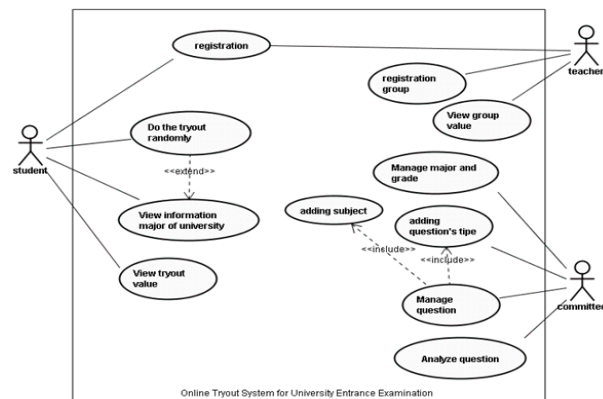 registration
teacher
registration
group
View group
value
Do the tryout
randomly
student
<<extend>>
Manage major and
grade
View information
major of university
adding subject
adding
question's tipe
<<include>>
<<include>>
View tryout
value
Manage
question
committed
Analyze question
Online Tryout System for University Entrance Examination